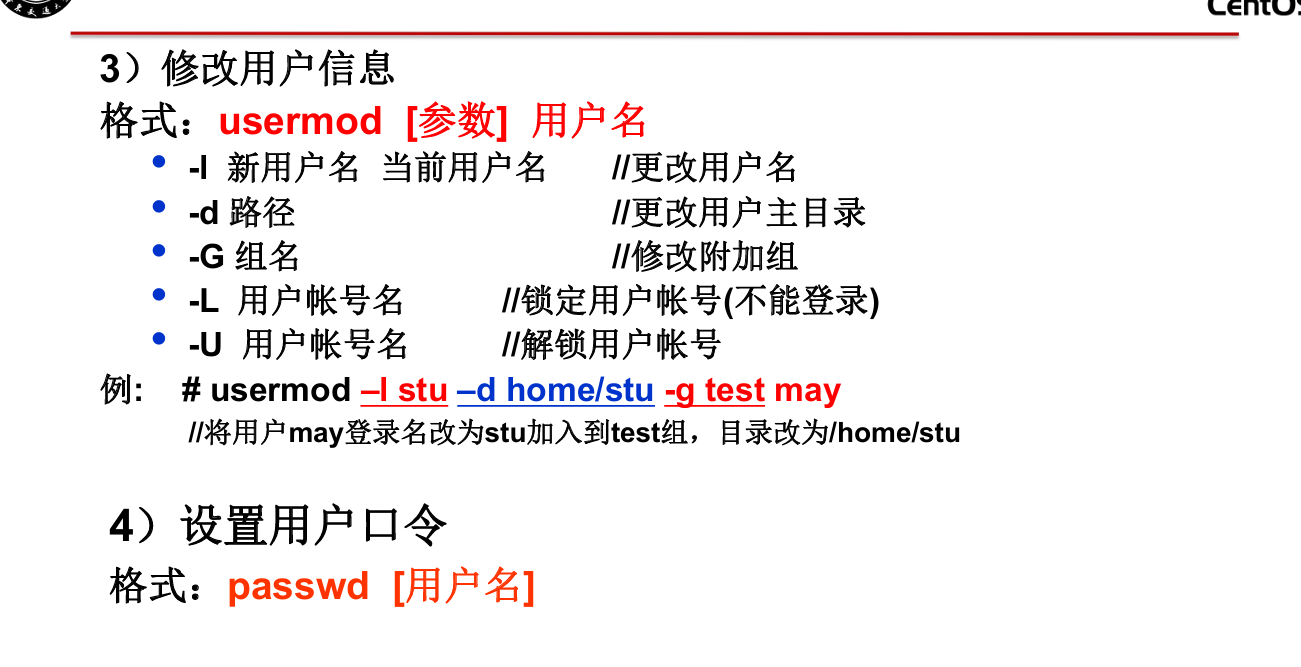 CentOS
3）修改用户信息
格式：usermod [参数] 用户名
• -l 新用户名 当前用户名 //更改用户名
• -d 路径 //更改用户主目录
• -G 组名 //修改附加组
• -L 用户帐号名 //锁定用户帐号(不能登录)
• -U 用户帐号名 //解锁用户帐号
例: # usermod –l stu –d home/stu -g test may
//将用户may登录名改为stu加入到test组，目录改为/home/stu
4）设置用户口令
格式：passwd [用户名]